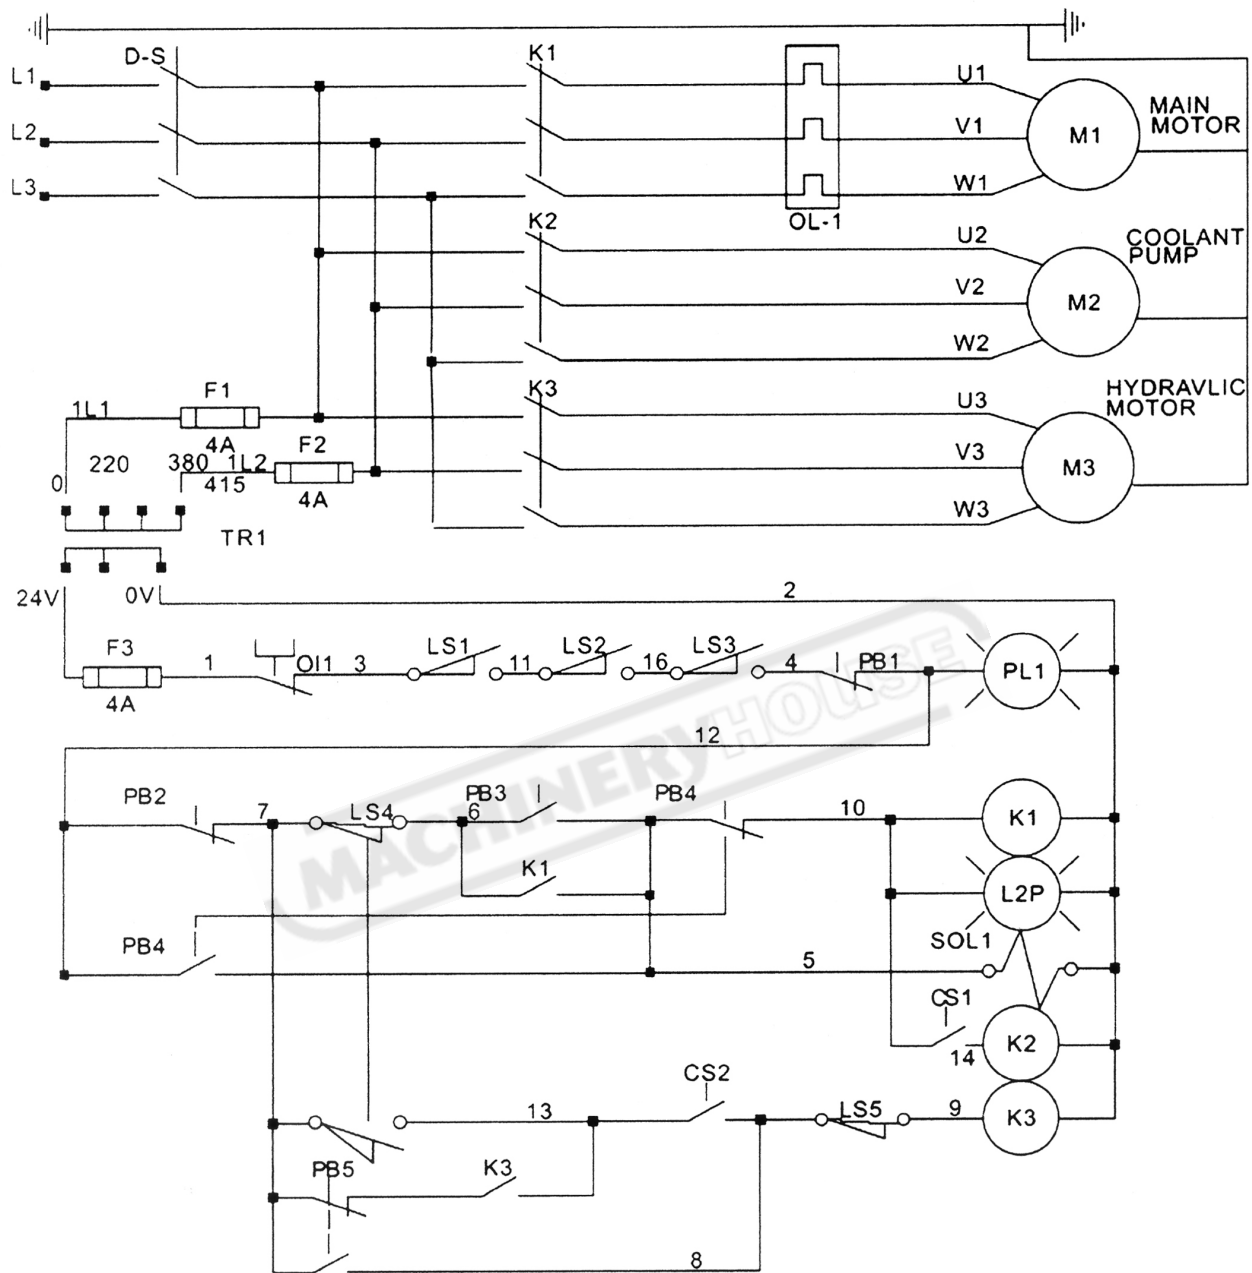 D-S
K1
L1
U1
MAIN
MOTOR
L2
V1
M1
L3
W1
OL-1
K2
U2
COOLANT
PUMP
V2
M2
W2
K3
HYDRAVLIC
MOTOR
F1
U3
1L1
4A
F2
V3
M3
220
380
1L2
0
415
4A
W3
TR1
24V
0V
2
F3
1
OI1
3
LS1
11
LS2
16
LS3
4
PB1
PL1
4A
12
MACHINERYHOUSE
PB2
7
LS4
PB3
6
PB4
10
K1
K1
L2P
PB4
SOL1
5
CS1
14
K2
CS2
13
LS5
9
K3
PB5
K3
8